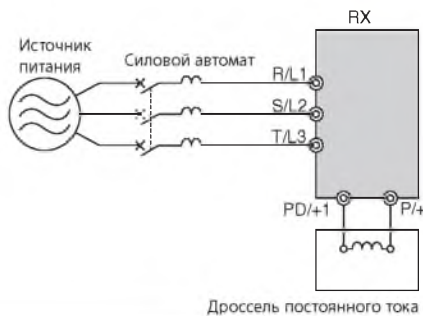 RX
Источник
питания
Силовой автомат
R/L1
S/L2
T/L3
PD/+1
P/+
Дроссель постоянного тока